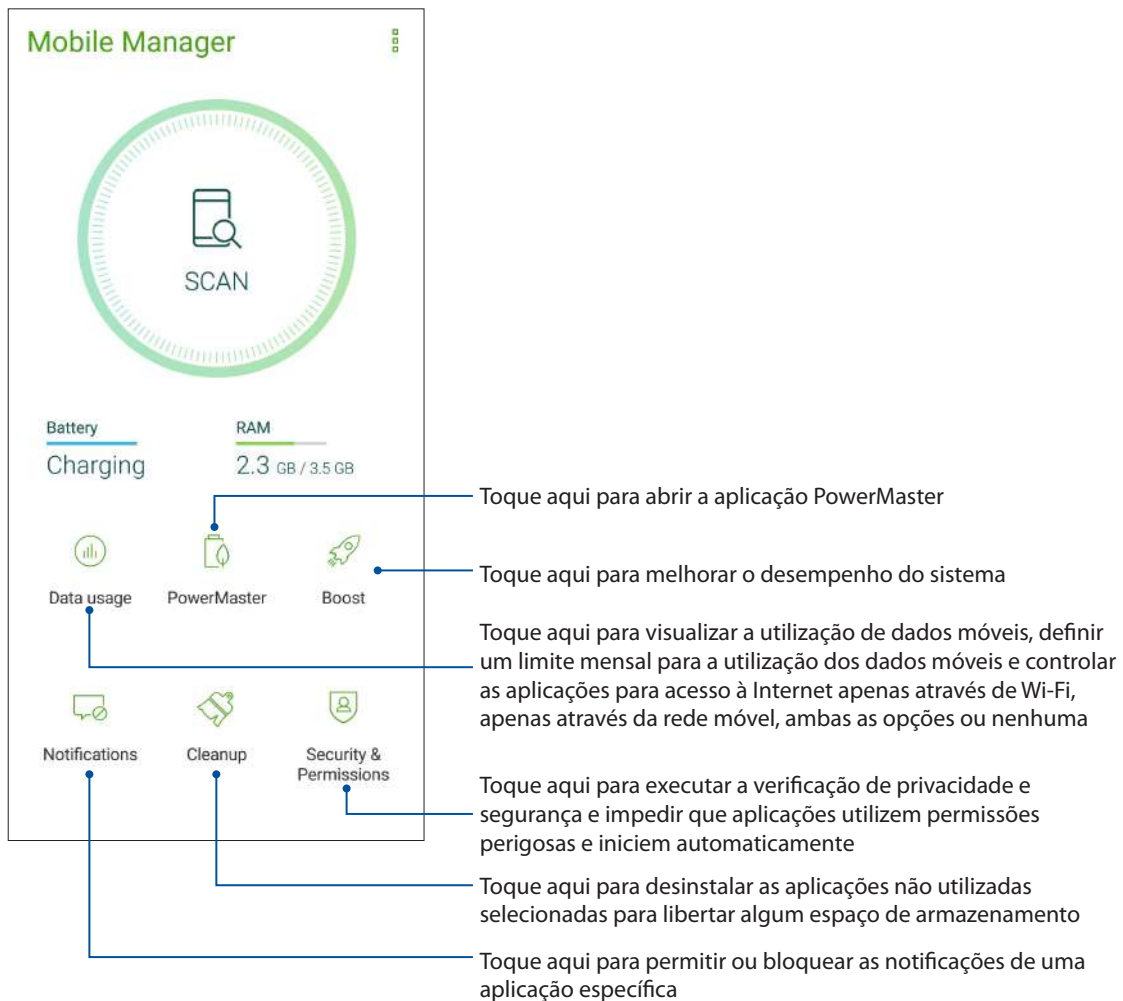 Mobile Manager
SCAN
Battery
Charging
RAM
2.3 GB / 3.5 GB
Data usage
PowerMaster
Boost
Notifications
Cleanup
Security &
Permissions
Toque aqui para abrir a aplicação PowerMaster
Toque aqui para melhorar o desempenho do sistema
Toque aqui para visualizar a utilização de dados móveis, definir
um limite mensal para a utilização dos dados móveis e controlar
as aplicações para acesso à Internet apenas através de Wi-Fi,
apenas através da rede móvel, ambas as opções ou nenhuma
Toque aqui para executar a verificação de privacidade e
segurança e impedir que aplicações utilizem permissões
perigosas e iniciem automaticamente
Toque aqui para desinstalar as aplicações não utilizadas
selecionadas para libertar algum espaço de armazenamento
Toque aqui para permitir ou bloquear as notificações de uma
aplicação específica